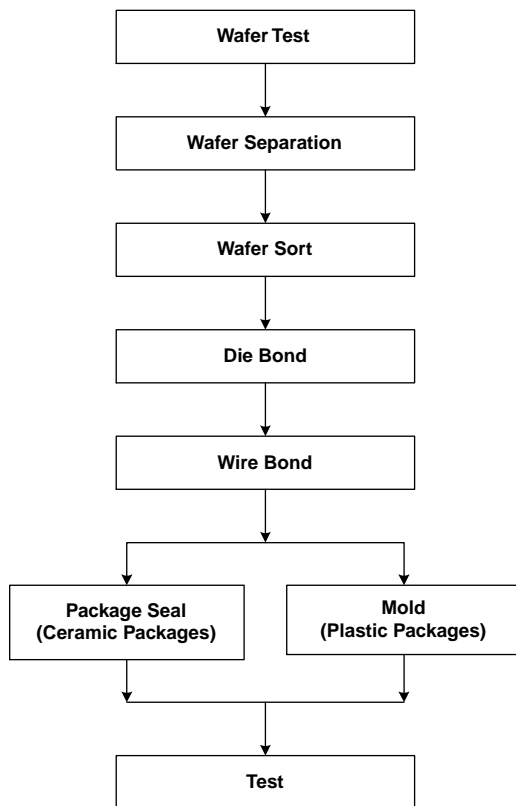 Wafer Test
Wafer Separation
Wafer Sort
Die Bond
Wire Bond
Package Seal
(Ceramic Packages)
Mold
(Plastic Packages)
Test